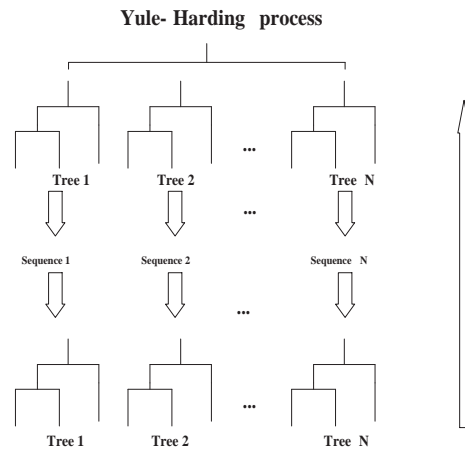 Yule- Harding process
...
Tree 1 Tree 2 Tree N
...
Sequence 1 Sequence 2 Sequence N
...
...
Tree 1 Tree 2 Tree N